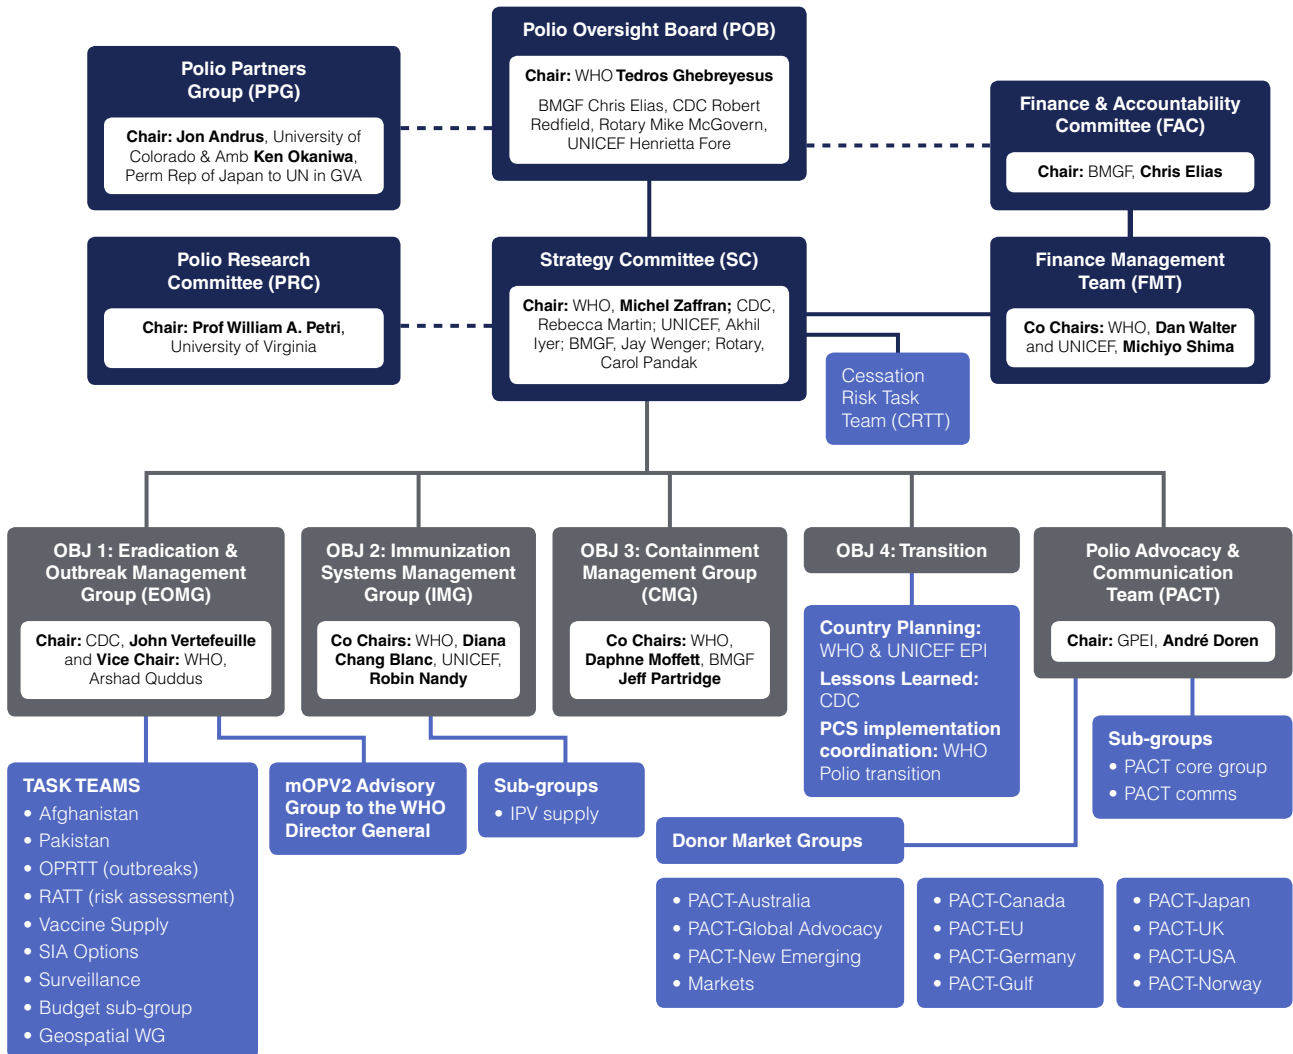 Polio Oversight Board (POB)
Chair: WHO Tedros Ghebreyesus
BMGF Chris Elias, CDC Robert
Redfield, Rotary Mike McGovern,
UNICEF Henrietta Fore
Polio Partners
Group (PPG)
Chair: Jon Andrus, University of
Colorado & Amb Ken Okaniwa,
Perm Rep of Japan to UN in GVA
Finance & Accountability
Committee (FAC)
Chair: BMGF, Chris Elias
Polio Research
Committee (PRC)
Chair: Prof William A. Petri,
University of Virginia
Strategy Committee (SC)
Chair: WHO, Michel Zaffran; CDC,
Rebecca Martin; UNICEF, Akhil
Iyer; BMGF, Jay Wenger; Rotary,
Carol Pandak
Finance Management
Team (FMT)
Co Chairs: WHO, Dan Walter
and UNICEF, Michiyo Shima
Cessation
Risk Task
Team (CRTT)
OBJ 1: Eradication &
Outbreak Management
Group (EOMG)
Chair: CDC, John Vertefeuille
and Vice Chair: WHO,
Arshad Quddus
OBJ 2: Immunization
Systems Management
Group (IMG)
Co Chairs: WHO, Diana
Chang Blanc, UNICEF,
Robin Nandy
OBJ 3: Containment
Management Group
(CMG)
Co Chairs: WHO,
Daphne Moffett, BMGF
Jeff Partridge
OBJ 4: Transition
Country Planning:
WHO & UNICEF EPI
Lessons Learned:
CDC
PCS implementation
coordination: WHO
Polio transition
Polio Advocacy &
Communication
Team (PACT)
Chair: GPEI, André Doren
TASK TEAMS
• Afghanistan
• Pakistan
• OPRTT (outbreaks)
• RATT (risk assessment)
• Vaccine Supply
• SIA Options
• Surveillance
• Budget sub-group
• Geospatial WG
mOPV2 Advisory
Group to the WHO
Director General
Sub-groups
• IPV supply
Sub-groups
• PACT core group
• PACT comms
Donor Market Groups
• PACT-Australia
• PACT-Global Advocacy
• PACT-New Emerging
• Markets
• PACT-Canada
• PACT-EU
• PACT-Germany
• PACT-Gulf
• PACT-Japan
• PACT-UK
• PACT-USA
• PACT-Norway